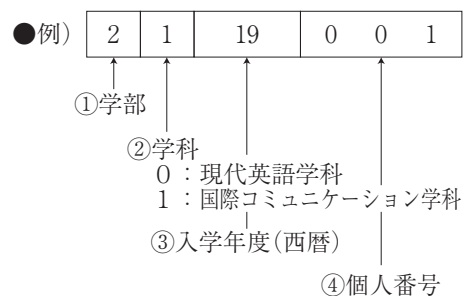 ●例） 2 1 19 0 0 1
①学部
②学科
0：現代英語学科
1：国際コミュニケーション学科
③入学年度（西暦）
④個人番号